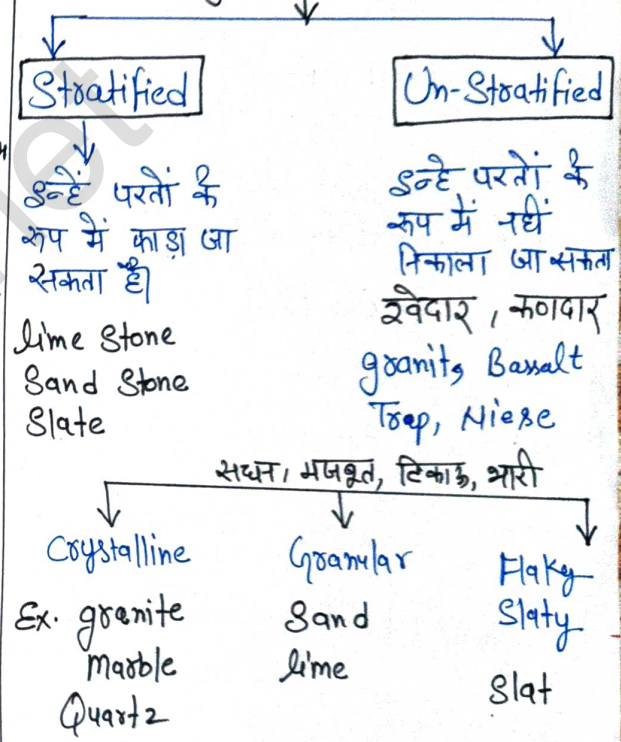 Stratified
इन्हें परतों के
रूप में काड़ा जा
सकता है।
lime Stone
Sand Stone
Slate
Un-Stratified
इन्हे परतों के
रूप में नहीं
निकाला जा सकता
रवेदार, कणदार
granite, Bassalt
Trap, Niese
सघन, मजबूत, टिकाऊ, भारी
Crystalline
Ex. granite
marble
Quartz
Granular
Sand
lime
Flaky
Slaty
Slat